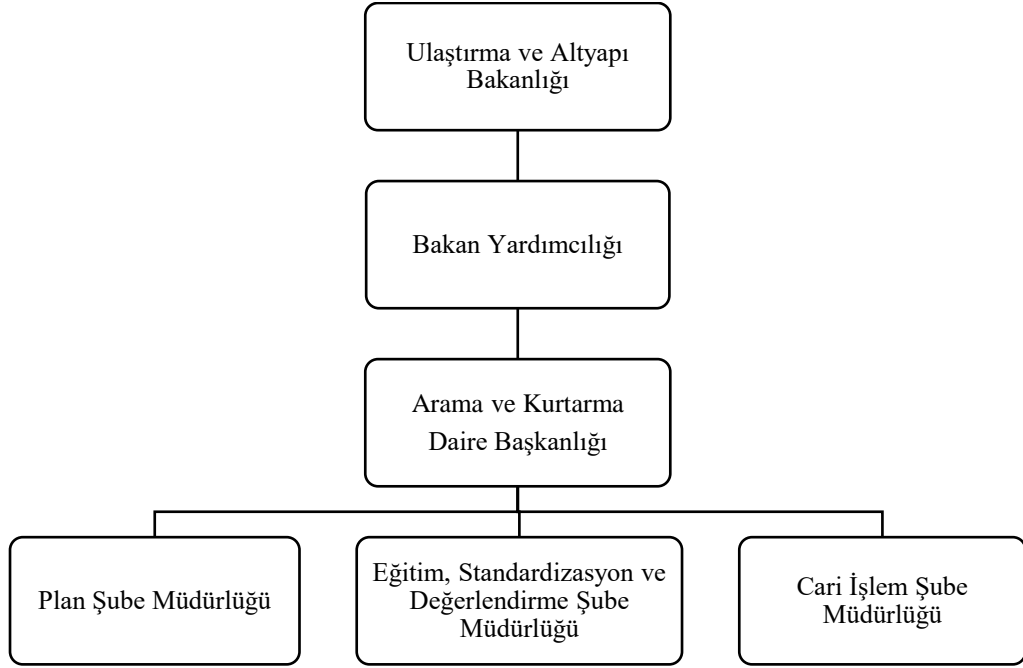 Ulaştırma ve Altyapı
Bakanlığı
Bakan Yardımcılığı
Arama ve Kurtarma
Daire Başkanlığı
Plan Şube Müdürlüğü
Eğitim, Standardizasyon ve
Değerlendirme Şube
Müdürlüğü
Cari İşlem Şube
Müdürlüğü